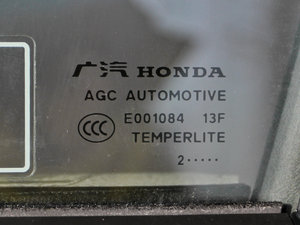 广汽 HONDA
AGC AUTOMOTIVE
CCC E001084 13F
TEMPERLITE
2·····